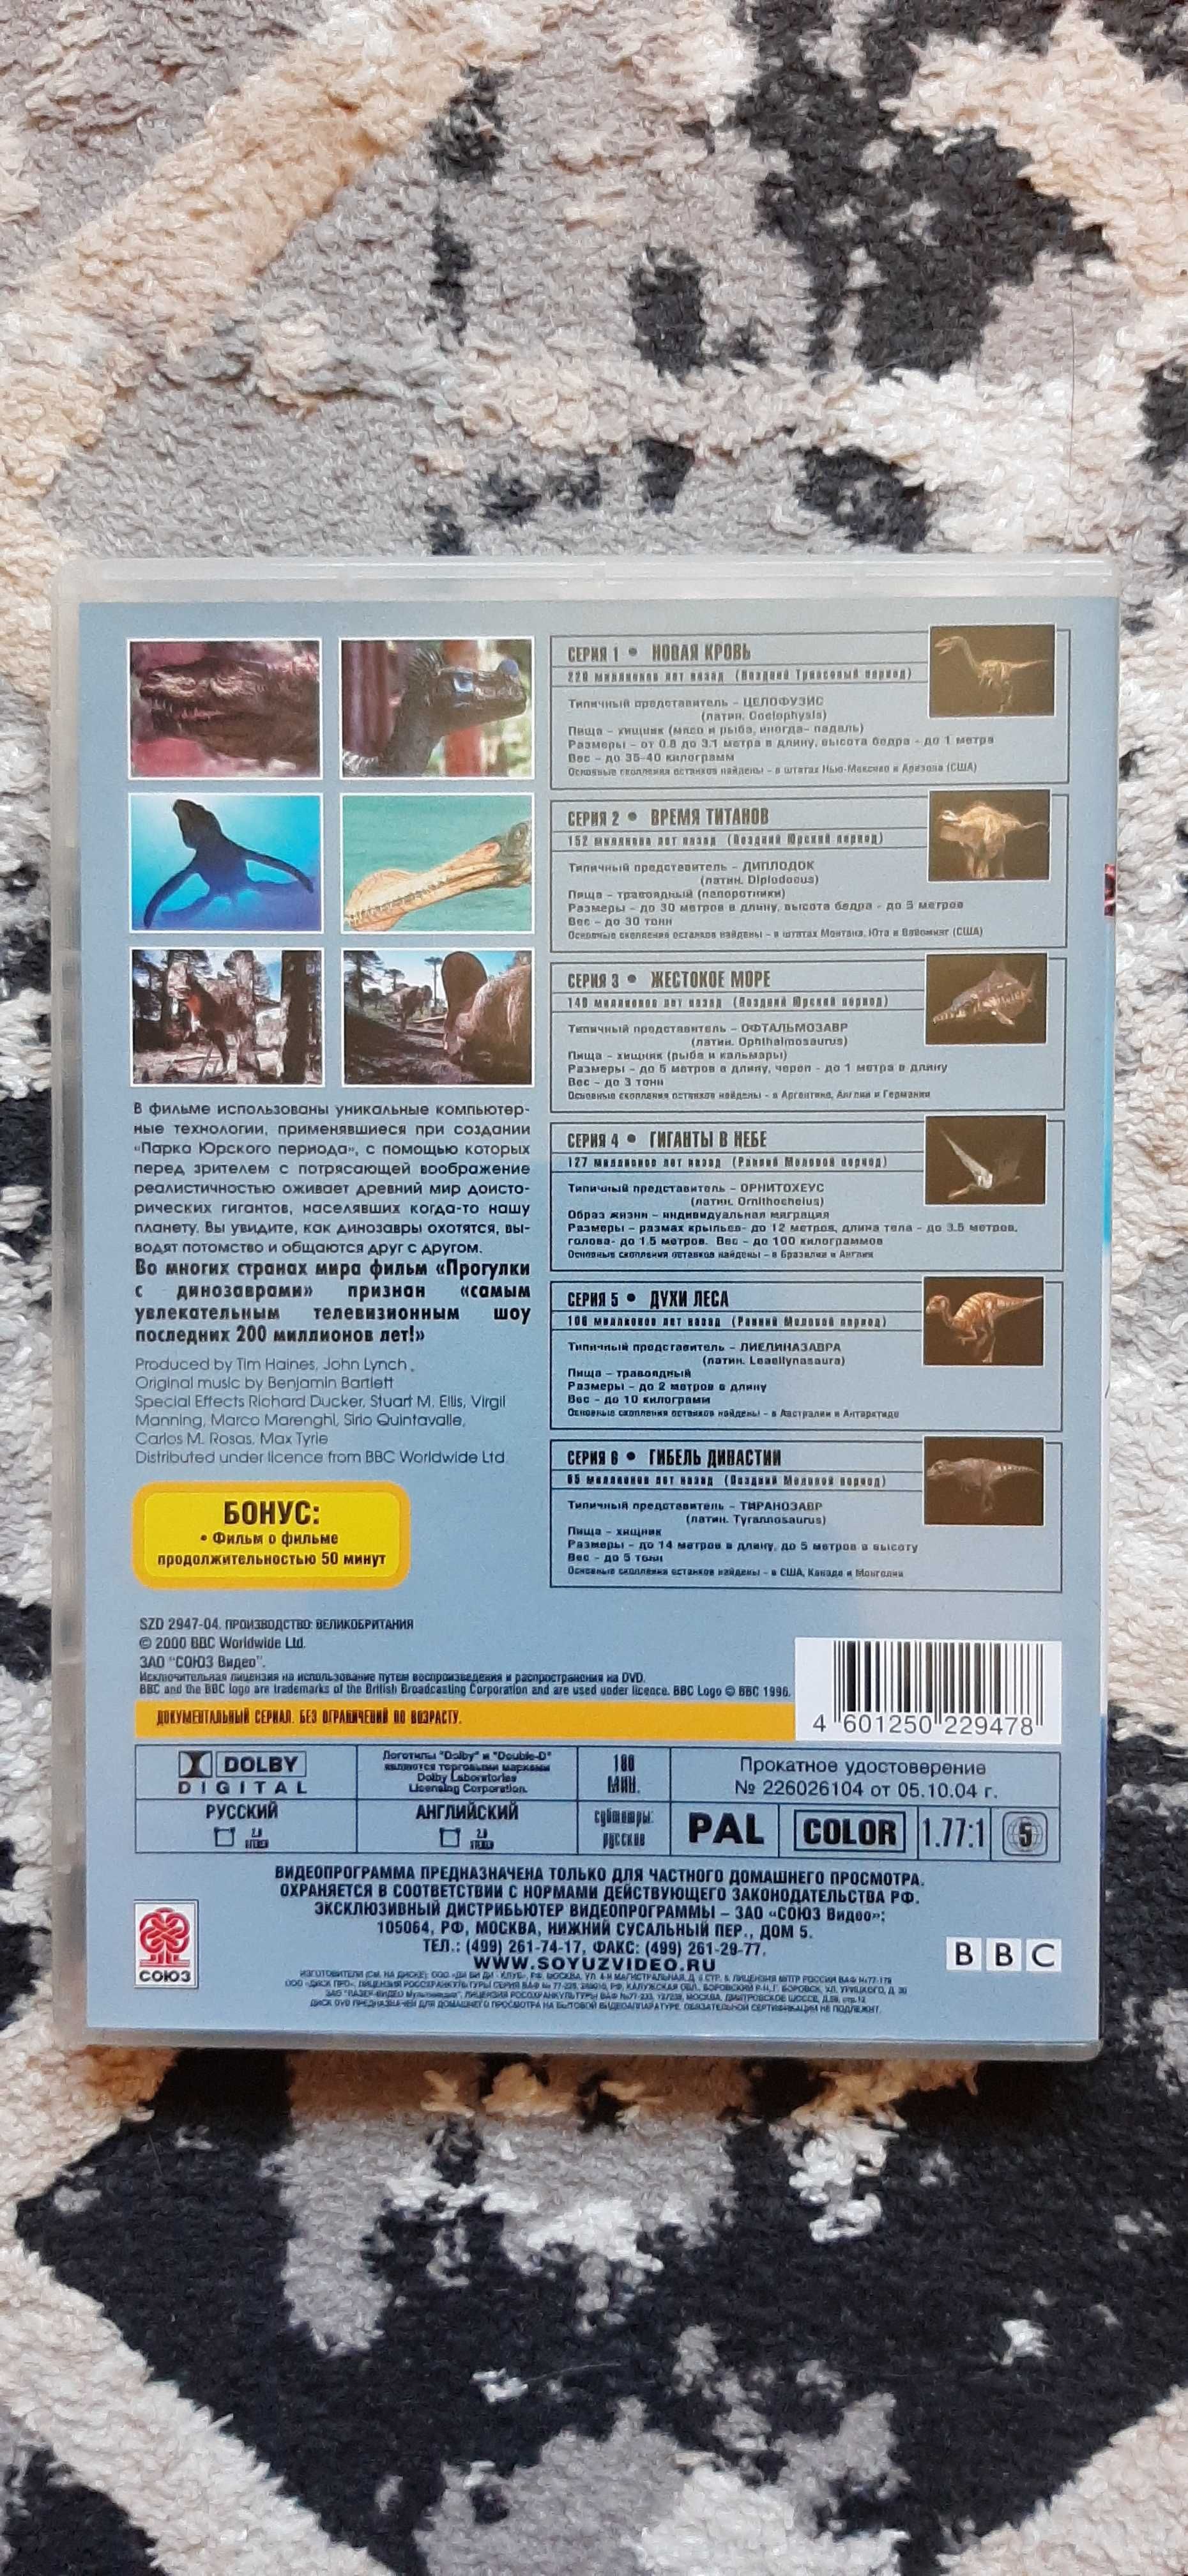 СЕРИЯ 1 • НОВАЯ КРОВЬ
220 миллионов лет назад (Поздний Триасовый период)
Типичный представитель – ЦЕЛОФУЗИС
(латин. Coelophysis)
Пища – хищник (мясо и рыба, иногда– падаль)
Размеры – от 0.8 до 3.1 метра в длину, высота бедра - до 1 метра
Вес – до 35-40 килограмм
Основные скопления останков найдены – в штатах Нью-Мексико и Аризона (США)
СЕРИЯ 2 • ВРЕМЯ ТИТАНОВ
152 миллиона лет назад (Поздний Юрский период)
Типичный представитель – ДИПЛОДОК
(латин. Diplodocus)
Пища – травоядный (папоротники)
Размеры – до 30 метров в длину, высота бедра - до 5 метров
Вес – до 30 тонн
Основные скопления останков найдены – в штатах Монтана, Юта и Вайоминг (США)
СЕРИЯ 3 • ЖЕСТОКОЕ МОРЕ
149 миллионов лет назад (Поздний Юрский период)
Типичный представитель – ОФТАЛЬМОЗАВР
(латин. Ophthalmosaurus)
Пища – хищник (рыба и кальмары)
Размеры – до 5 метров в длину, череп - до 1 метра в длину
Вес – до 3 тонн
Основные скопления останков найдены – в Аргентине, Англии и Германии
СЕРИЯ 4 • ГИГАНТЫ В НЕБЕ
127 миллионов лет назад (Ранний Меловой период)
Типичный представитель – ОРНИТОХЕУС
(латин. Ornithocheius)
Образ жизни – индивидуальная миграция
Размеры – размах крыльев- до 12 метров, длина тела - до 3.5 метров,
голова- до 1.5 метров. Вес – до 100 килограммов
Основные скопления останков найдены – в Бразилии и Англии
СЕРИЯ 5 • ДУХИ ЛЕСА
106 миллионов лет назад (Ранний Меловой период)
Типичный представитель – ЛИЕЛИНАЗАВРА
(латин. Leaellynasaura)
Пища – травоядный
Размеры – до 2 метров в длину
Вес – до 10 килограмм
Основные скопления останков найдены – в Австралии и Антарктиде
СЕРИЯ 6 • ГИБЕЛЬ ДИНАСТИИ
65 миллионов лет назад (Поздний Меловой период)
Типичный представитель – ТИРАНОЗАВР
(латин. Tyrannosaurus)
Пища – хищник
Размеры – до 14 метров в длину, до 5 метров в высоту
Вес – до 5 тонн
Основные скопления останков найдены – в США, Канаде и Монголии
В фильме использованы уникальные компьютер-
ные технологии, применявшиеся при создании
«Парка Юрского периода», с помощью которых
перед зрителем с потрясающей воображение
реалистичностью оживает древний мир доисто-
рических гигантов, населявших когда-то нашу
планету. Вы увидите, как динозавры охотятся, вы-
водят потомство и общаются друг с другом.
Во многих странах мира фильм «Прогулки
с динозаврами» признан «самым
увлекательным телевизионным шоу
последних 200 миллионов лет!»
Produced by Tim Haines, John Lynch
Original music by Benjamin Bartlett
Special Effects Richard Ducker, Stuart M. Ellis, Virgil
Manning, Marco Marenghi, Sirio Quintavalle,
Carlos M. Rosas, Max Tyrie
Distributed under licence from BBC Worldwide Ltd.
БОНУС:
• Фильм о фильме
продолжительностью 50 минут
SZD 2947-04. ПРОИЗВОДСТВО: ВЕЛИКОБРИТАНИЯ
© 2000 BBC Worldwide Ltd.
ЗАО "СОЮЗ Видео".
Исключительная лицензия на использование путем воспроизведения и распространения на DVD.
BBC and the BBC logo are trademarks of the British Broadcasting Corporation and are used under licence. BBC Logo © BBC 1996.
ДОКУМЕНТАЛЬНЫЙ СЕРИАЛ. БЕЗ ОГРАНИЧЕНИЙ ПО ВОЗРАСТУ.
4 601250 229478
DOLBY
DIGITAL
Логотипы "Dolby" и "Double-D"
являются торговыми марками
Dolby Laboratories
Licensing Corporation.
180
МИН.
Прокатное удостоверение
№ 226026104 от 05.10.04 г.
РУССКИЙ
2.0
STEREO
АНГЛИЙСКИЙ
2.0
STEREO
субтитры:
русские
PAL
COLOR
1.77:1
5
ВИДЕОПРОГРАММА ПРЕДНАЗНАЧЕНА ТОЛЬКО ДЛЯ ЧАСТНОГО ДОМАШНЕГО ПРОСМОТРА.
ОХРАНЯЕТСЯ В СООТВЕТСТВИИ С НОРМАМИ ДЕЙСТВУЮЩЕГО ЗАКОНОДАТЕЛЬСТВА РФ.
ЭКСКЛЮЗИВНЫЙ ДИСТРИБЬЮТЕР ВИДЕОПРОГРАММЫ – ЗАО «СОЮЗ Видео»;
105064, РФ, МОСКВА, НИЖНИЙ СУСАЛЬНЫЙ ПЕР., ДОМ 5.
ТЕЛ.: (499) 261-74-17, ФАКС: (499) 261-29-77.
WWW.SOYUZVIDEO.RU
СОЮЗ
BBC
ДИСК DVD ПРЕДНАЗНАЧЕН ДЛЯ ДОМАШНЕГО ПРОСМОТРА НА БЫТОВОЙ ВИДЕОАППАРАТУРЕ. ОБЯЗАТЕЛЬНОЙ СЕРТИФИКАЦИИ НЕ ПОДЛЕЖИТ.